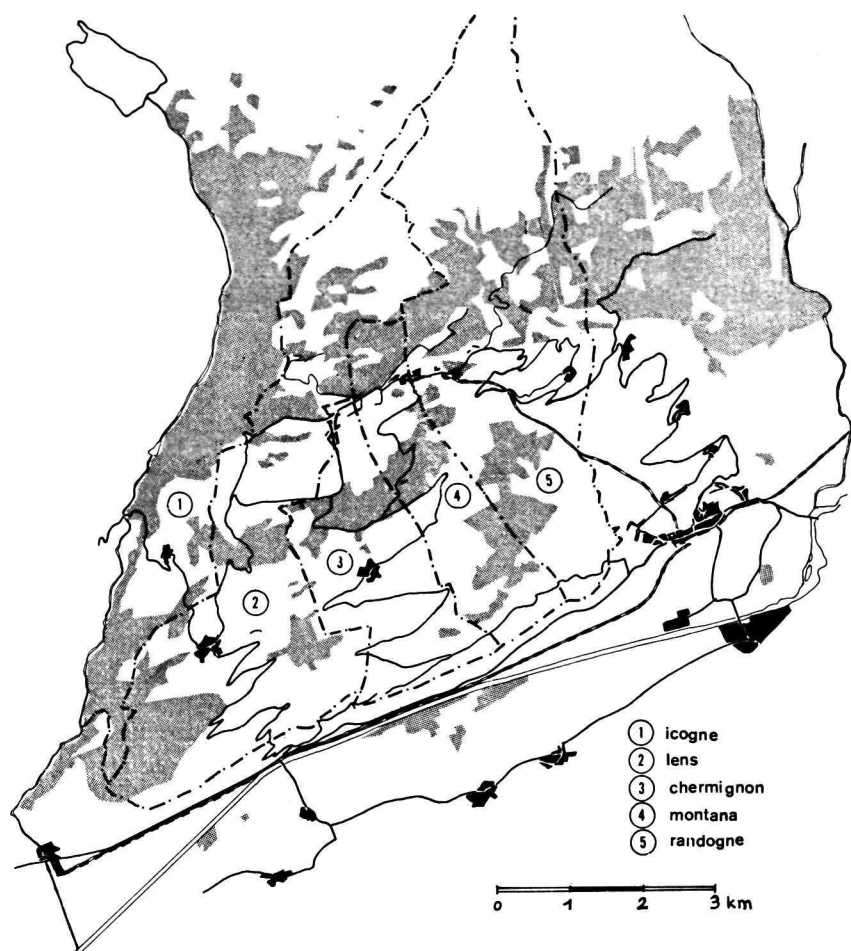 1
5
4
3
2
1 icogne
2 lens
3 chermignon
4 montana
5 randogne
0 1 2 3 km